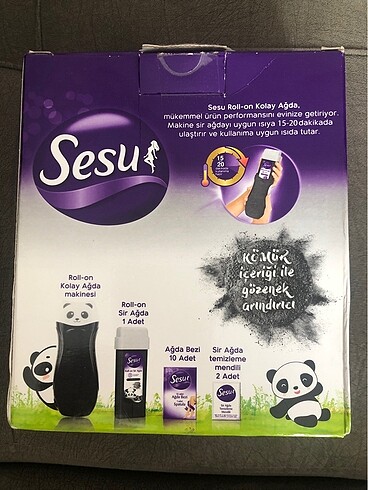 Sesu Roll-on Kolay Ağda,
mükemmel ürün performansını evinize getiriyor.
Makine sir ağdayı uygun ısıya 15-20 dakikada
ulaştırır ve kullanıma uygun ısıda tutar.
Sesu
15
20
KÖMÜR
içeriği ile
gözenek
arındırıcı
Roll-on
Kolay Ağda
makinesi
Roll-on
Sir Ağda
1 Adet
Ağda Bezi
10 Adet
Sir Ağda
temizleme
mendili
2 Adet
Sesu
Sesu
Sesu